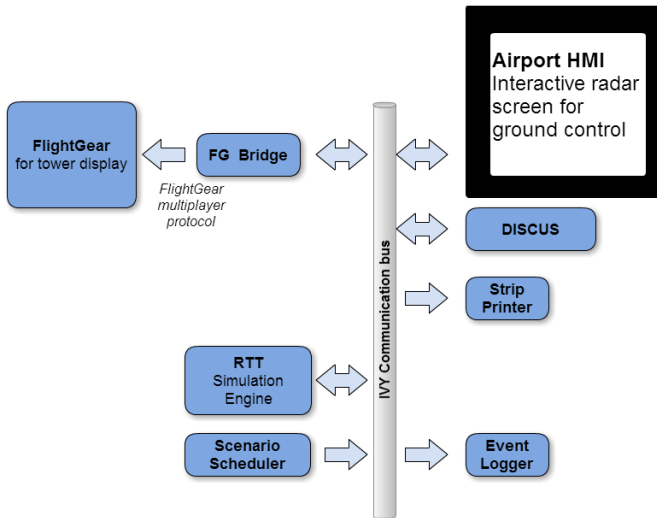 Airport HMI
Interactive radar
screen for
ground control
FlightGear
for tower display
FG Bridge
FlightGear
multiplayer
protocol
DISCUS
IVY Communication bus
Strip
Printer
RTT
Simulation
Engine
Scenario
Scheduler
Event
Logger